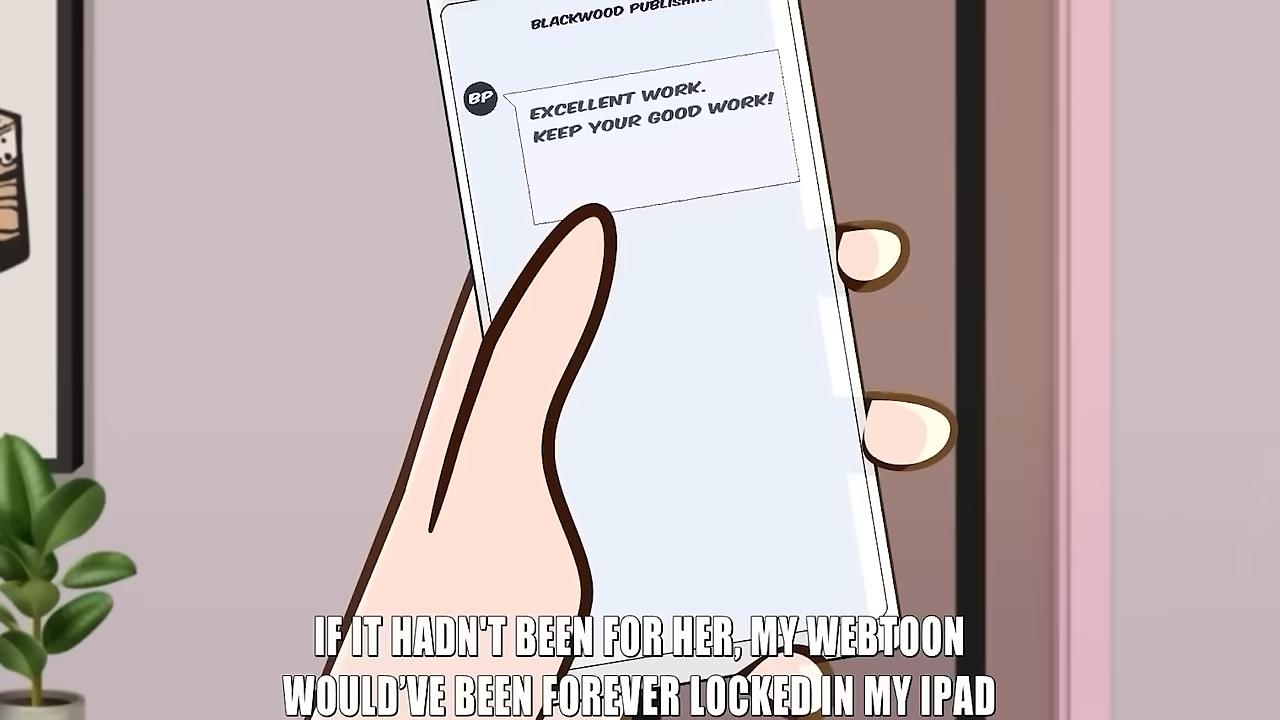 BLACKWOOD PUBLISHING
BP
EXCELLENT WORK.
KEEP YOUR GOOD WORK!
IF IT HADN'T BEEN FOR HER, MY WEBTOON
WOULD'VE BEEN FOREVER LOCKED IN MY IPAD